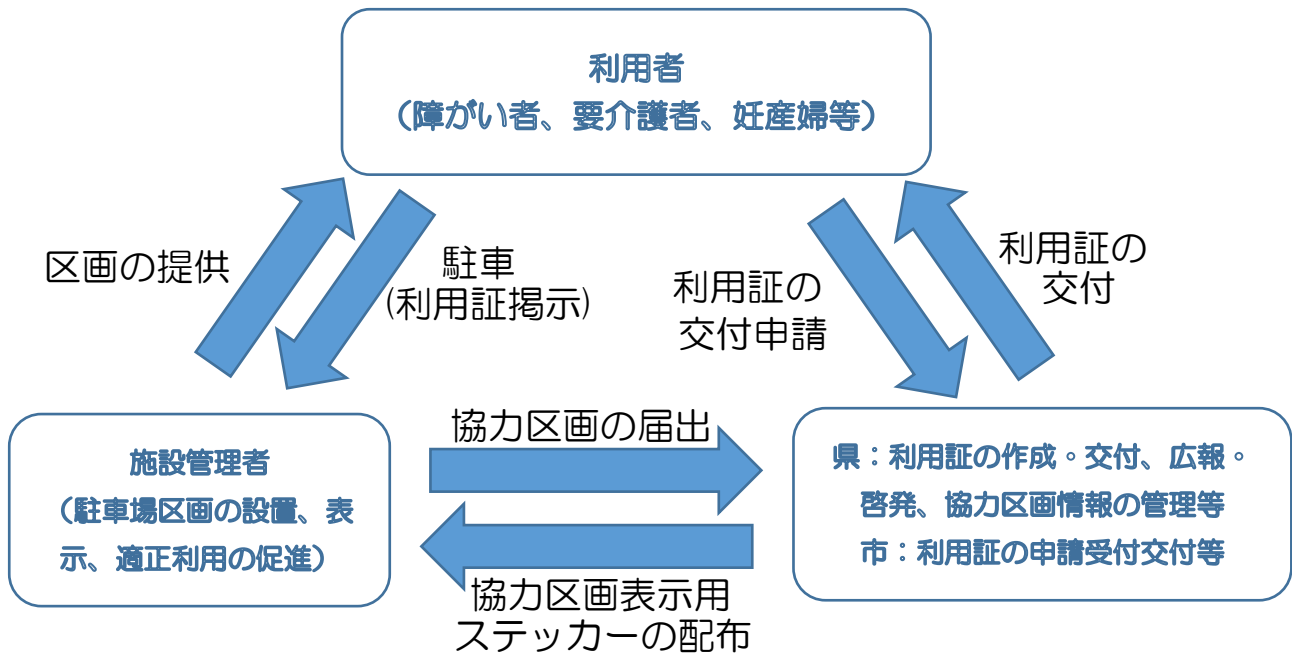 利用者
（障がい者、要介護者、妊産婦等）
区画の提供
駐車
(利用証掲示)
利用証の
交付申請
利用証の
交付
施設管理者
（駐車場区画の設置、表
示、適正利用の促進）
協力区画の届出
協力区画表示用
ステッカーの配布
県：利用証の作成・交付、広報・
啓発、協力区画情報の管理等
市：利用証の申請受付交付等